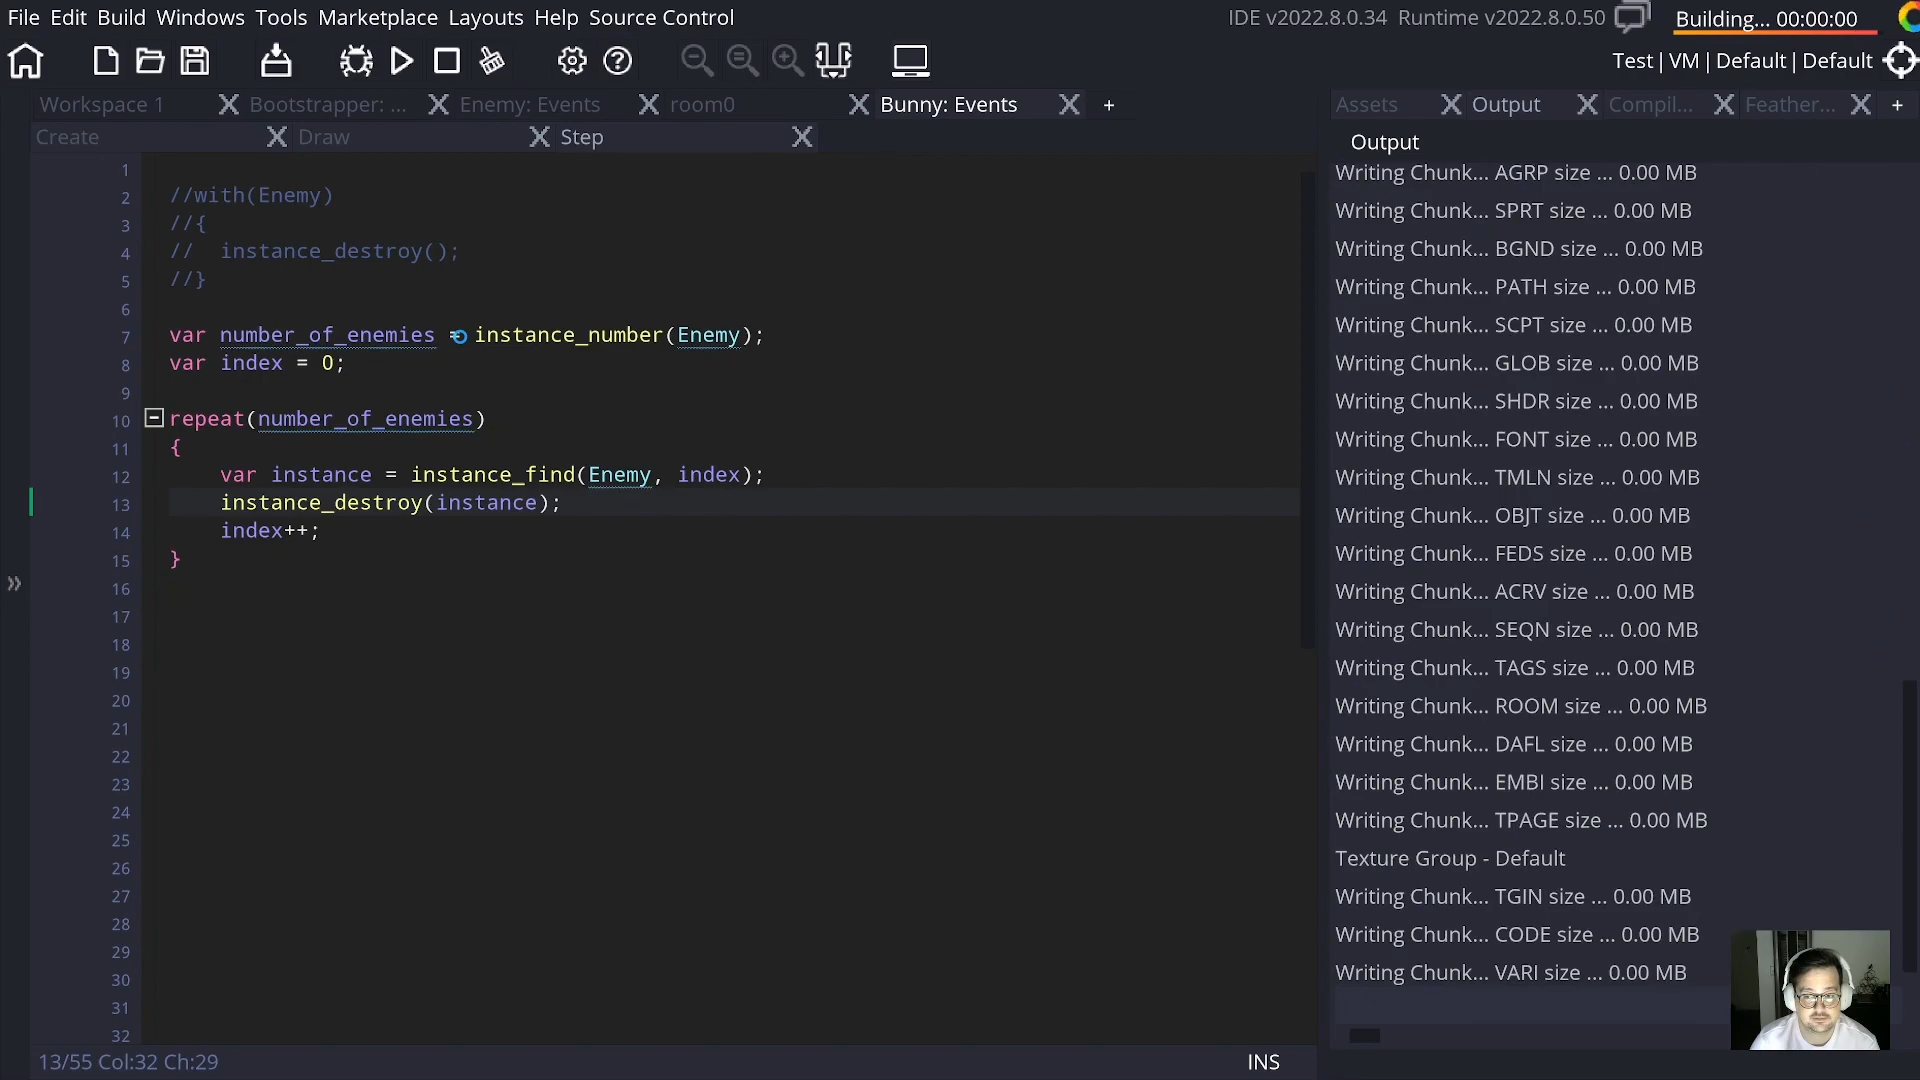 File Edit Build Windows Tools Marketplace Layouts Help Source Control
IDE v2022.8.0.34 Runtime v2022.8.0.50
Building... 00:00:00
Test | VM | Default | Default
Workspace 1
Bootstrapper: ...
Enemy: Events
room0
Bunny: Events
+
Create
Draw
Step
1
2 //with(Enemy)
3 //{
4 // instance_destroy();
5 //}
6
7 var number_of_enemies = instance_number(Enemy);
8 var index = 0;
9
10 repeat(number_of_enemies)
11 {
12 var instance = instance_find(Enemy, index);
13 instance_destroy(instance);
14 index++;
15 }
16
17
18
19
20
21
22
23
24
25
26
27
28
29
30
31
32
13/55 Col:32 Ch:29
INS
Assets
Output
Compil...
Feather...
+
Output
Writing Chunk... AGRP size ... 0.00 MB
Writing Chunk... SPRT size ... 0.00 MB
Writing Chunk... BGND size ... 0.00 MB
Writing Chunk... PATH size ... 0.00 MB
Writing Chunk... SCPT size ... 0.00 MB
Writing Chunk... GLOB size ... 0.00 MB
Writing Chunk... SHDR size ... 0.00 MB
Writing Chunk... FONT size ... 0.00 MB
Writing Chunk... TMLN size ... 0.00 MB
Writing Chunk... OBJT size ... 0.00 MB
Writing Chunk... FEDS size ... 0.00 MB
Writing Chunk... ACRV size ... 0.00 MB
Writing Chunk... SEQN size ... 0.00 MB
Writing Chunk... TAGS size ... 0.00 MB
Writing Chunk... ROOM size ... 0.00 MB
Writing Chunk... DAFL size ... 0.00 MB
Writing Chunk... EMBI size ... 0.00 MB
Writing Chunk... TPAGE size ... 0.00 MB
Texture Group - Default
Writing Chunk... TGIN size ... 0.00 MB
Writing Chunk... CODE size ... 0.00 MB
Writing Chunk... VARI size ... 0.00 MB